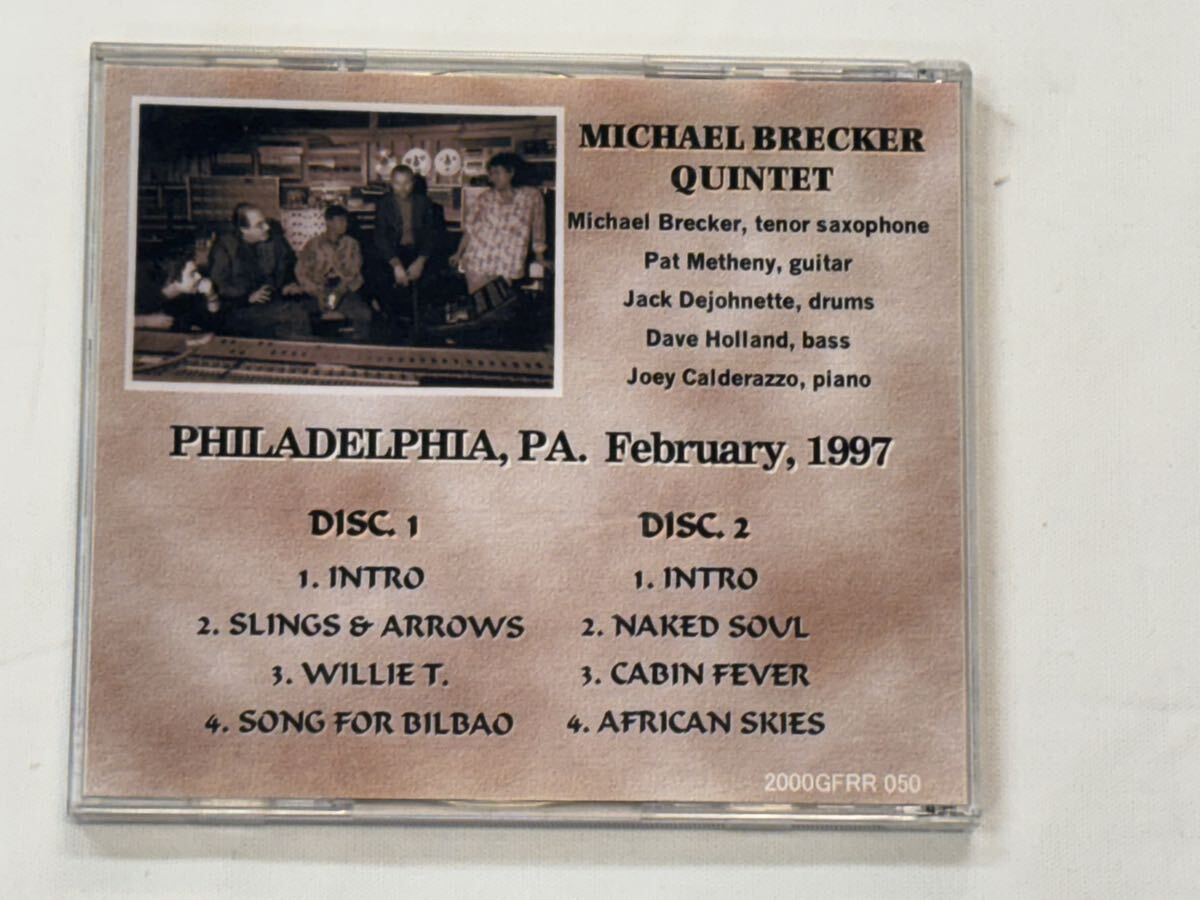 MICHAEL BRECKER
QUINTET
Michael Brecker, tenor saxophone
Pat Metheny, guitar
Jack Dejohnette, drums
Dave Holland, bass
Joey Calderazzo, piano
PHILADELPHIA, PA. February, 1997
DISC. 1
1. INTRO
2. SLINGS & ARROWS
3. WILLIE T.
4. SONG FOR BILBAO
DISC. 2
1. INTRO
2. NAKED SOUL
3. CABIN FEVER
4. AFRICAN SKIES
2000GFRR 050